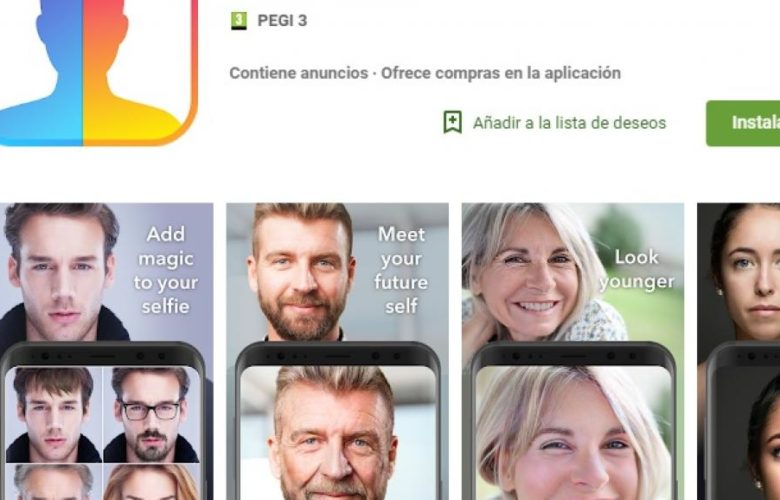 3 PEGI 3
Contiene anuncios · Ofrece compras en la aplicación
Añadir a la lista de deseos
Instala
Add
magic
to your
selfie
Meet
your
future
self
Look
younger